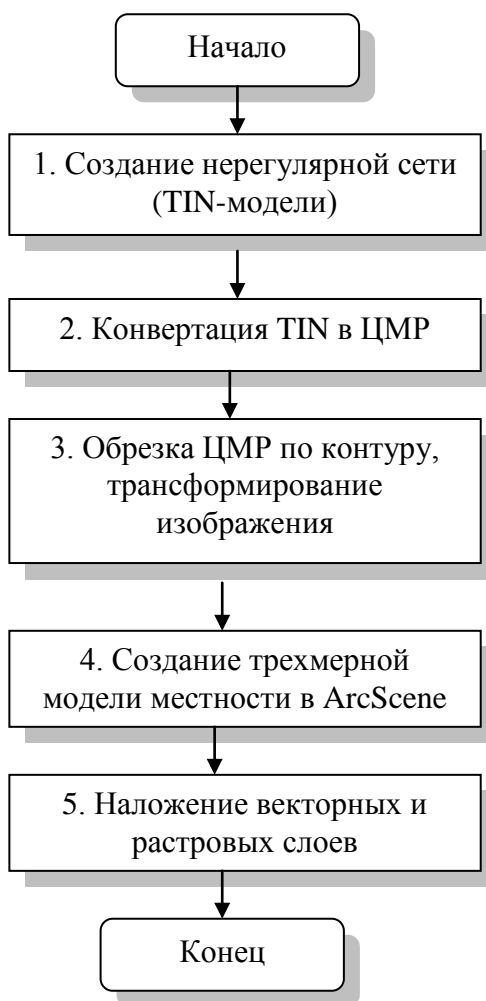 Начало
1. Создание нерегулярной сети
(TIN-модели)
2. Конвертация TIN в ЦМР
3. Обрезка ЦМР по контуру,
трансформирование
изображения
4. Создание трехмерной
модели местности в ArcScene
5. Наложение векторных и
растровых слоев
Конец